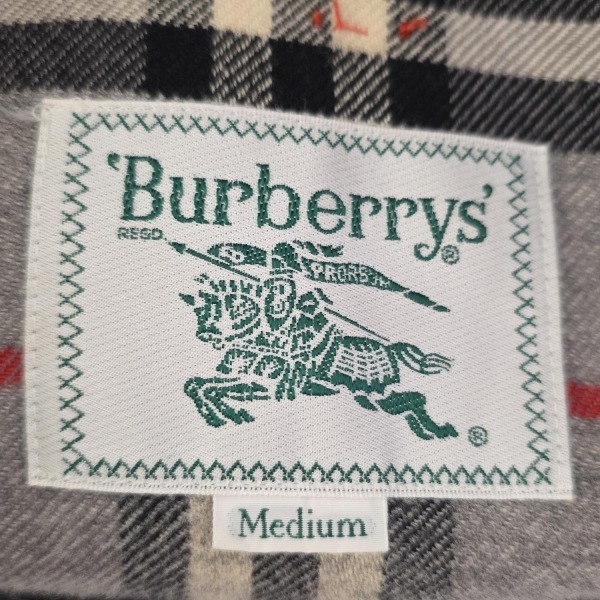 'Burberrys'®
REGD.
PRORSUM
®
Medium